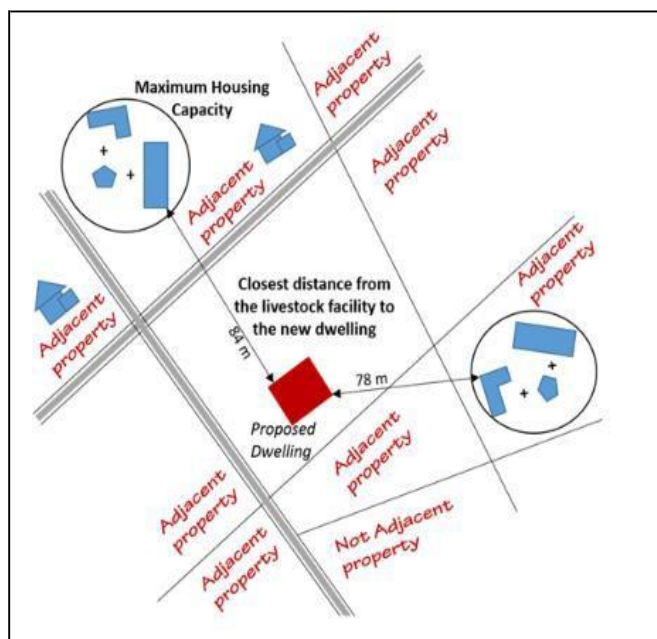 Maximum Housing
Capacity
Adjacent
property
Adjacent
property
Adjacent
property
Adjacent
property
Closest distance from
the livestock facility to
the new dwelling
Adjacent
property
84 m
78 m
Proposed
Dwelling
Adjacent
property
Adjacent
property
Adjacent
property
Not Adjacent
property